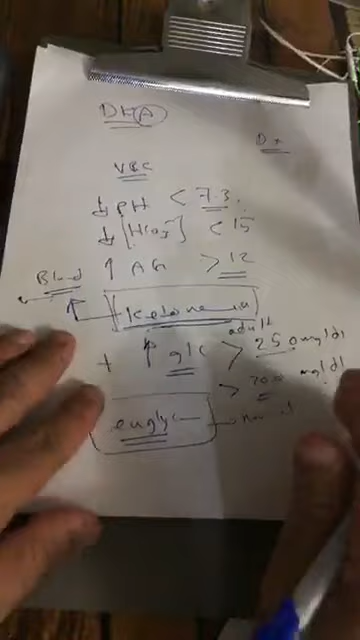 DKA
Dx
VBG
↓ pH < 7.3
↓ [HCO3⁻] < 15
↑ AG > 12
Blood
Ketonemia
adult
+ ↑ glc > 250 mg/dl
> 200 mg/dl
euglyc